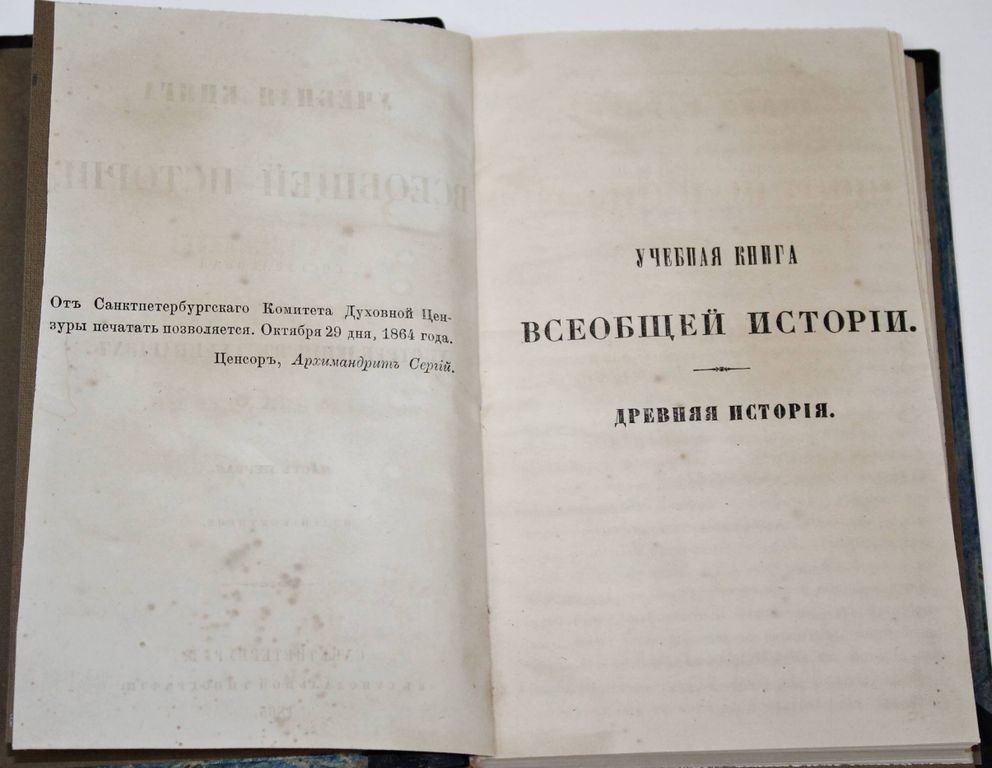 Отъ Санктпетербургскаго Комитета Духовной Цен-
зуры печатать позволяется. Октября 29 дня, 1864 года.
Ценсоръ, Архимандритъ Сергій.
УЧЕБНАЯ КНИГА
ВСЕОБЩЕЙ ИСТОРІИ.
ДРЕВНЯЯ ИСТОРІЯ.